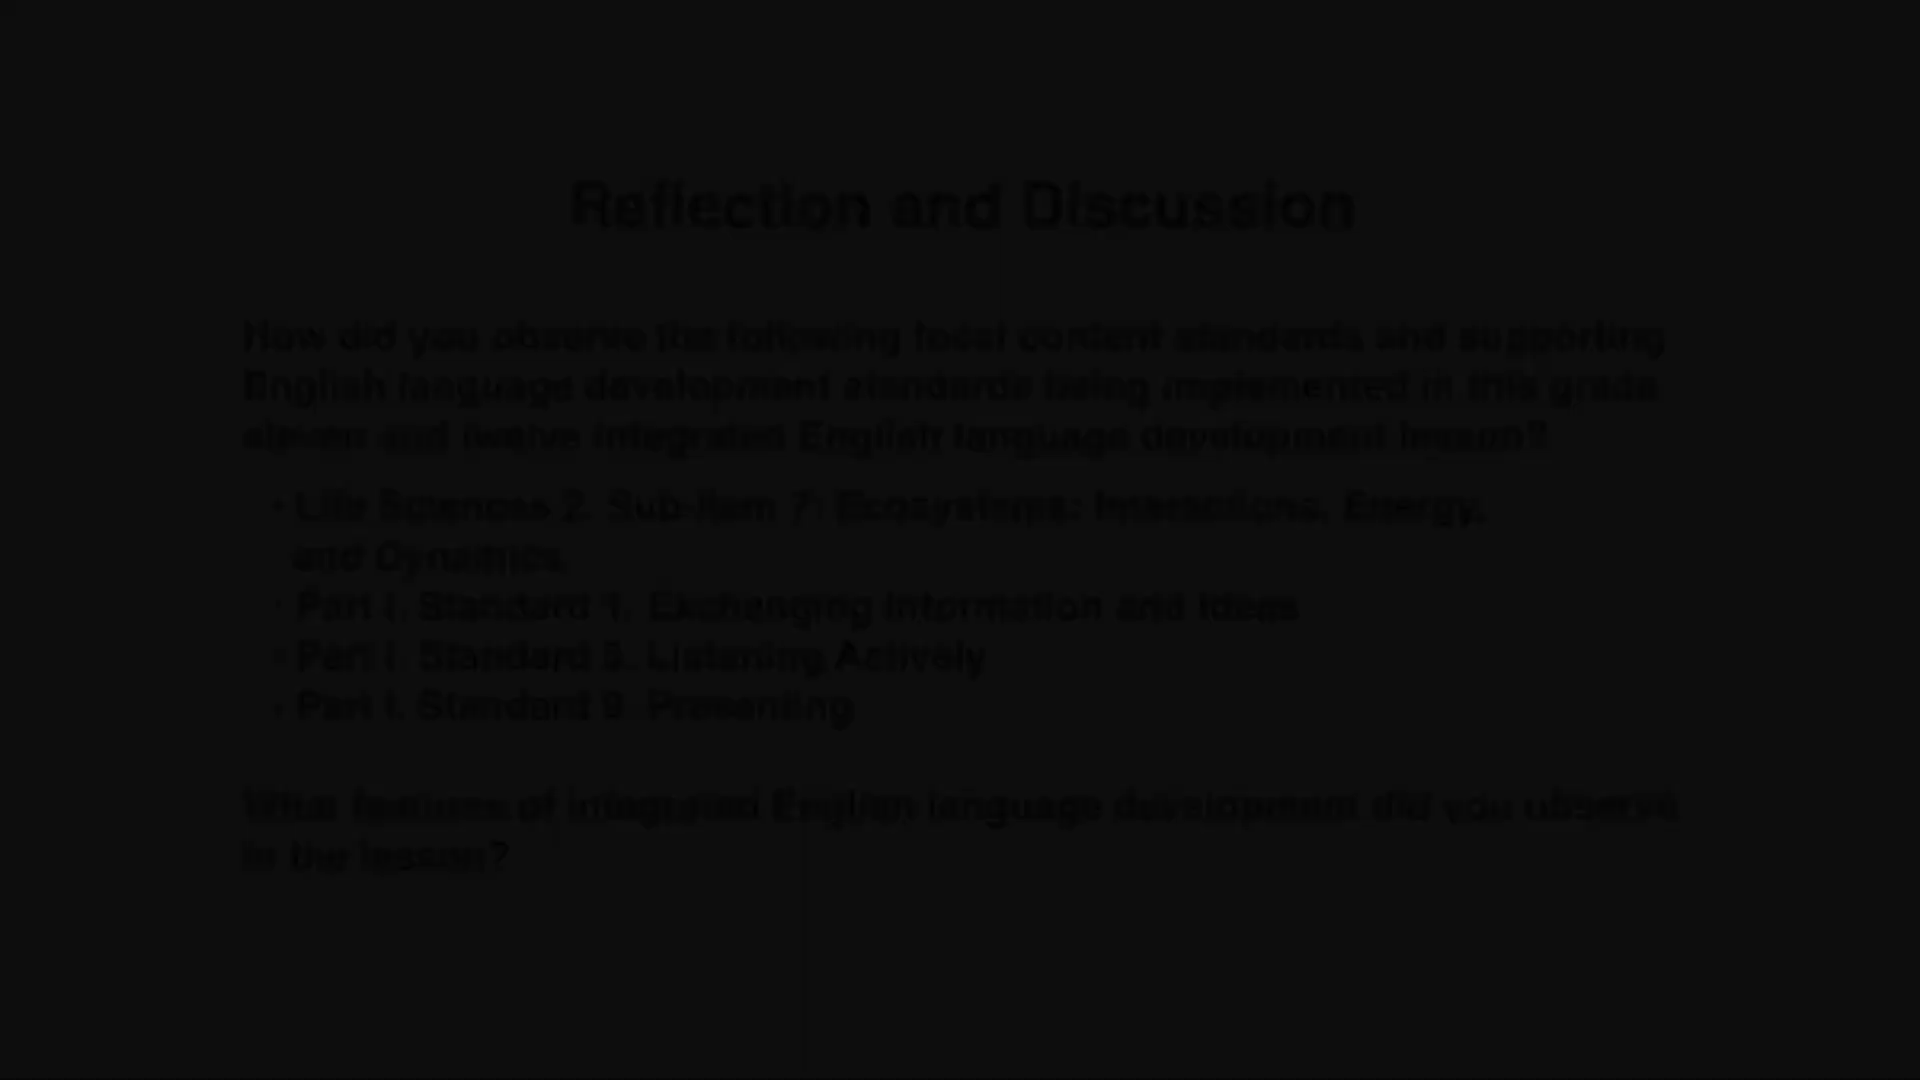 Reflection and Discussion
How did you observe the following focal content standards and supporting
English language development standards being implemented in this grade
eleven and twelve integrated English language development lesson?
• Life Sciences 2. Sub-item 7: Ecosystems: Interactions, Energy,
and Dynamics.
• Part I. Standard 1. Exchanging Information and Ideas
• Part I. Standard 5. Listening Actively
• Part I. Standard 9. Presenting
What features of integrated English language development did you observe
in the lesson?